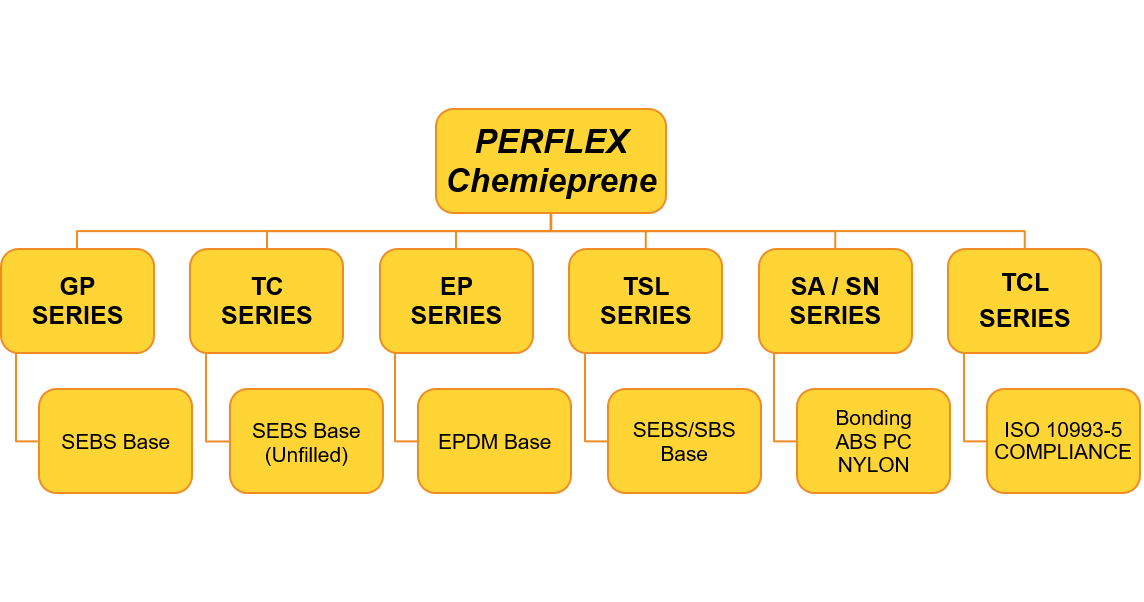 PERFLEX
Chemieprene
GP
SERIES
TC
SERIES
EP
SERIES
TSL
SERIES
SA / SN
SERIES
TCL
SERIES
SEBS Base
SEBS Base
(Unfilled)
EPDM Base
SEBS/SBS
Base
Bonding
ABS PC
NYLON
ISO 10993-5
COMPLIANCE